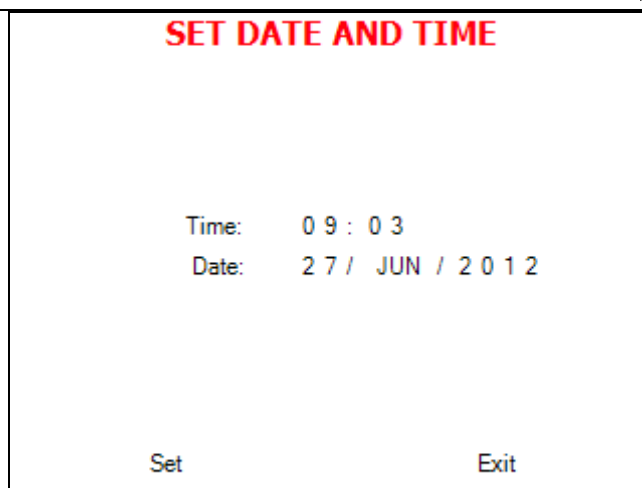 SET DATE AND TIME
Time: 0 9 : 0 3
Date: 2 7 / JUN / 2 0 1 2
Set Exit